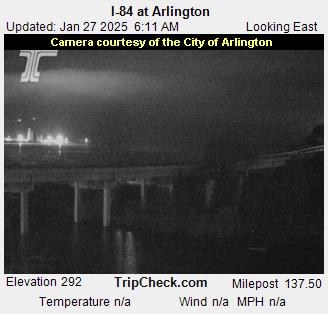 I-84 at Arlington
Updated: Jan 27 2025 6:11 AM Looking East
Camera courtesy of the City of Arlington
Elevation 292 TripCheck.com Milepost 137.50
Temperature n/a Wind n/a MPH n/a